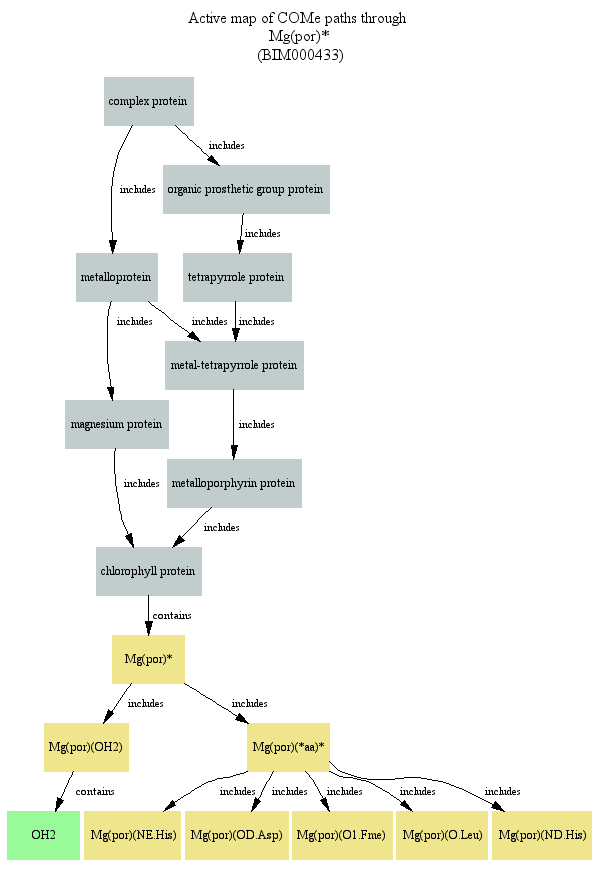 Active map of COMe paths through
Mg(por)*
(BIM000433)
complex protein
includes
includes
organic prosthetic group protein
includes
metalloprotein
tetrapyrrole protein
includes
includes
includes
metal-tetrapyrrole protein
magnesium protein
includes
includes
metalloporphyrin protein
includes
chlorophyll protein
contains
Mg(por)*
includes
includes
Mg(por)(OH2)
Mg(por)(*aa)*
contains
includes
includes
includes
includes
includes
OH2
Mg(por)(NE.His)
Mg(por)(OD.Asp)
Mg(por)(O1.Fme)
Mg(por)(O.Leu)
Mg(por)(ND.His)